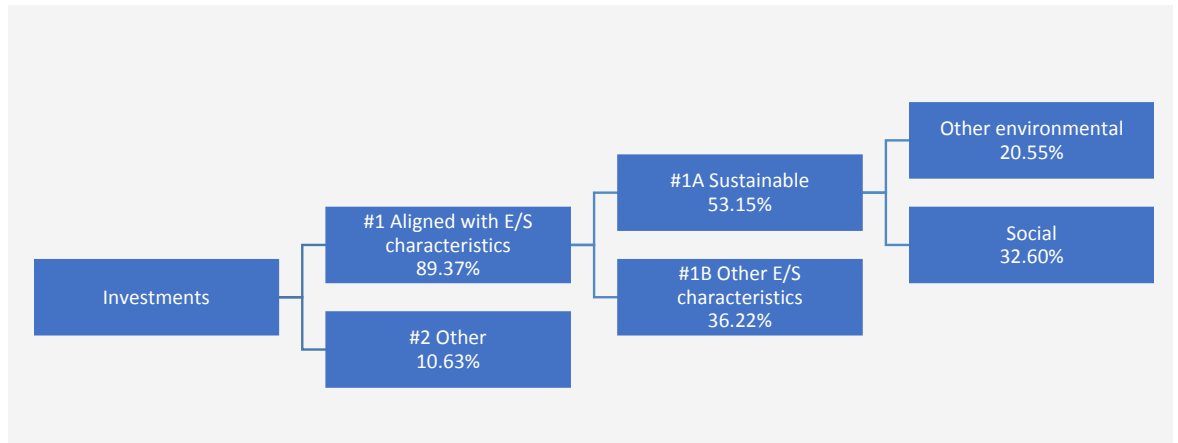 Investments
#1 Aligned with E/S
characteristics
89.37%
#2 Other
10.63%
#1A Sustainable
53.15%
#1B Other E/S
characteristics
36.22%
Other environmental
20.55%
Social
32.60%